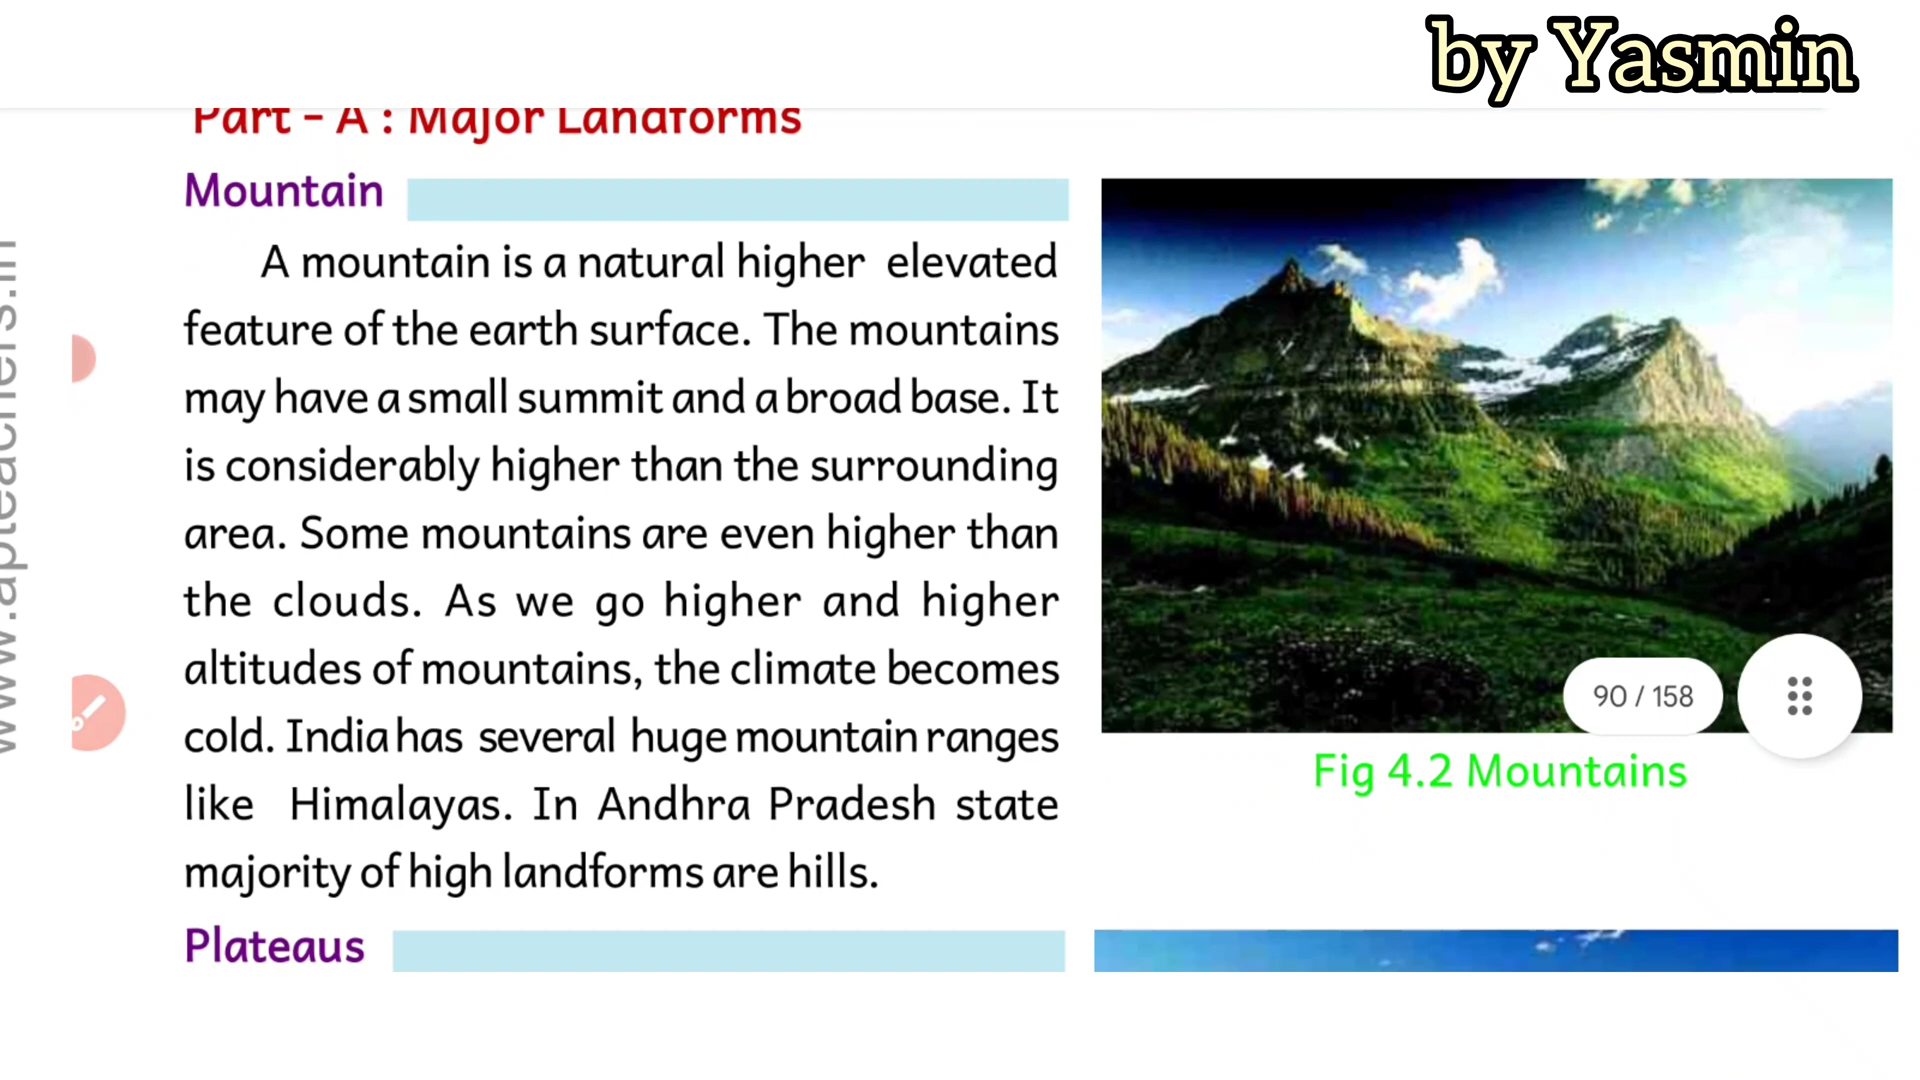 by Yasmin
Part – A : Major Landforms
Mountain
A mountain is a natural higher elevated
feature of the earth surface. The mountains
may have a small summit and a broad base. It
is considerably higher than the surrounding
area. Some mountains are even higher than
the clouds. As we go higher and higher
altitudes of mountains, the climate becomes
cold. India has several huge mountain ranges
like Himalayas. In Andhra Pradesh state
majority of high landforms are hills.
90 / 158
Fig 4.2 Mountains
Plateaus
www.apteachers.in